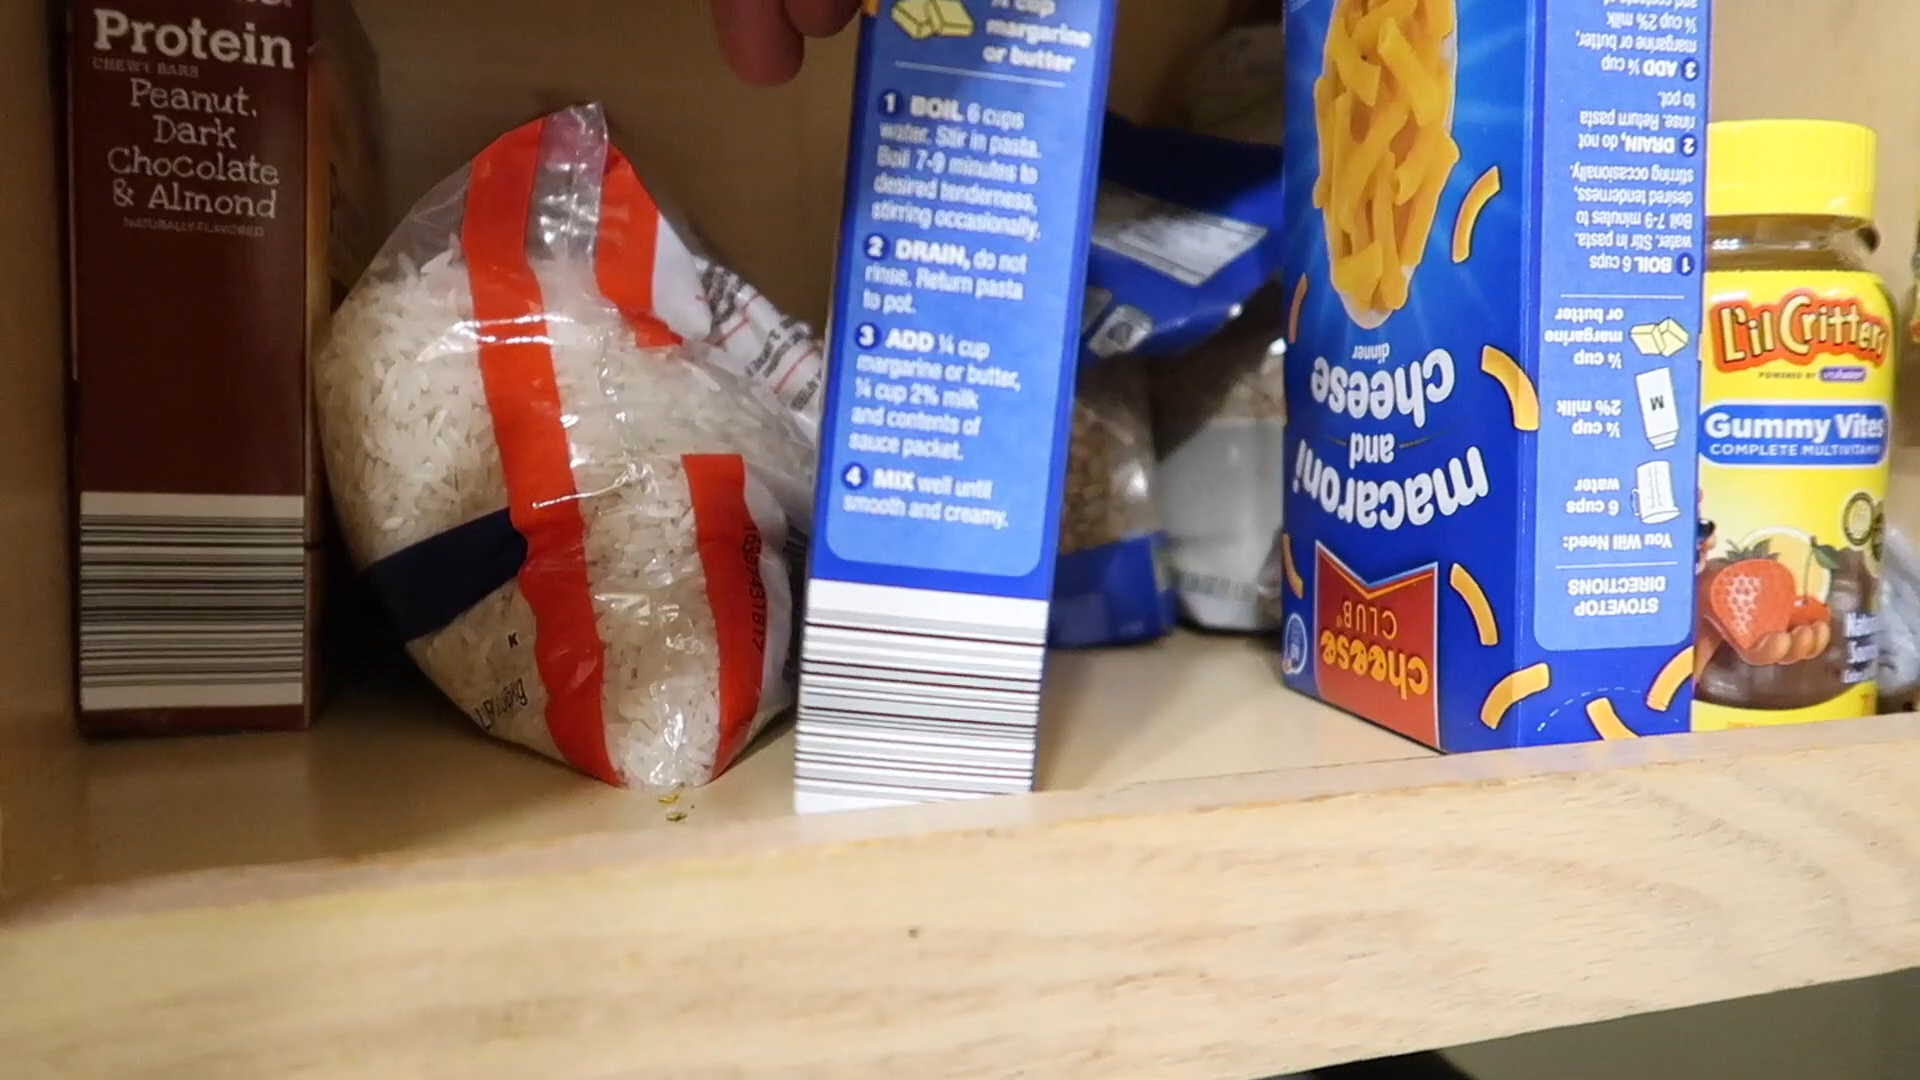 Protein
CHEWY BARS
Peanut,
Dark
Chocolate
& Almond
NATURALLY FLAVORED
K
¼ cup
margarine
or butter
1 BOIL 6 cups
water. Stir in pasta.
Boil 7-9 minutes to
desired tenderness,
stirring occasionally.
2 DRAIN, do not
rinse. Return pasta
to pot.
3 ADD ¼ cup
margarine or butter,
¼ cup 2% milk
and contents of
sauce packet.
4 MIX well until
smooth and creamy.
cheese
CLUB®
macaroni
and
cheese
dinner
STOVETOP
DIRECTIONS
You Will Need:
6 cups
water
¼ cup
2% milk
M
¼ cup
margarine
or butter
1 BOIL 6 cups
water. Stir in pasta.
Boil 7-9 minutes to
desired tenderness,
stirring occasionally.
2 DRAIN, do not
rinse. Return pasta
to pot.
3 ADD ¼ cup
margarine or butter,
¼ cup 2% milk
L'il Critters
POWERED BY vitafusion
Gummy Vites
COMPLETE MULTIVITAMIN